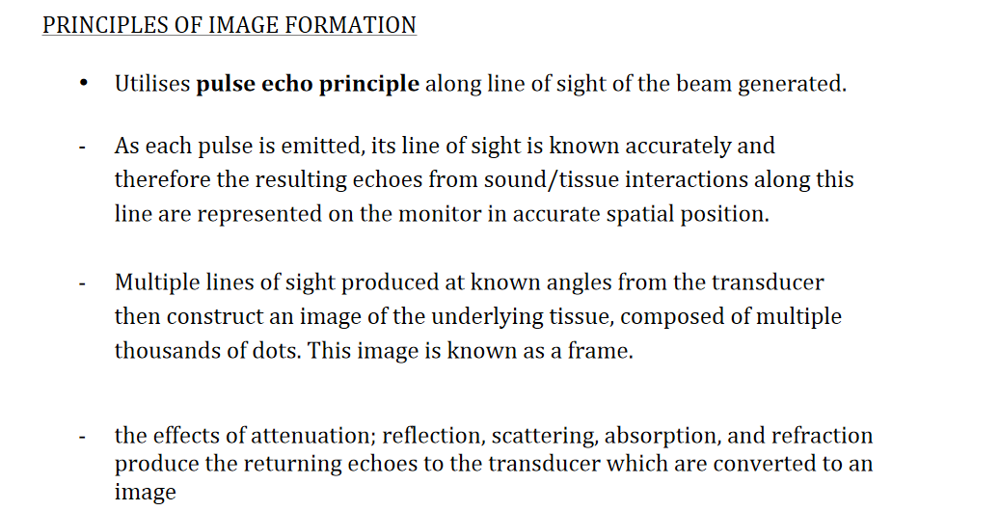 PRINCIPLES OF IMAGE FORMATION
• Utilises pulse echo principle along line of sight of the beam generated.
- As each pulse is emitted, its line of sight is known accurately and
therefore the resulting echoes from sound/tissue interactions along this
line are represented on the monitor in accurate spatial position.
- Multiple lines of sight produced at known angles from the transducer
then construct an image of the underlying tissue, composed of multiple
thousands of dots. This image is known as a frame.
- the effects of attenuation; reflection, scattering, absorption, and refraction
produce the returning echoes to the transducer which are converted to an
image